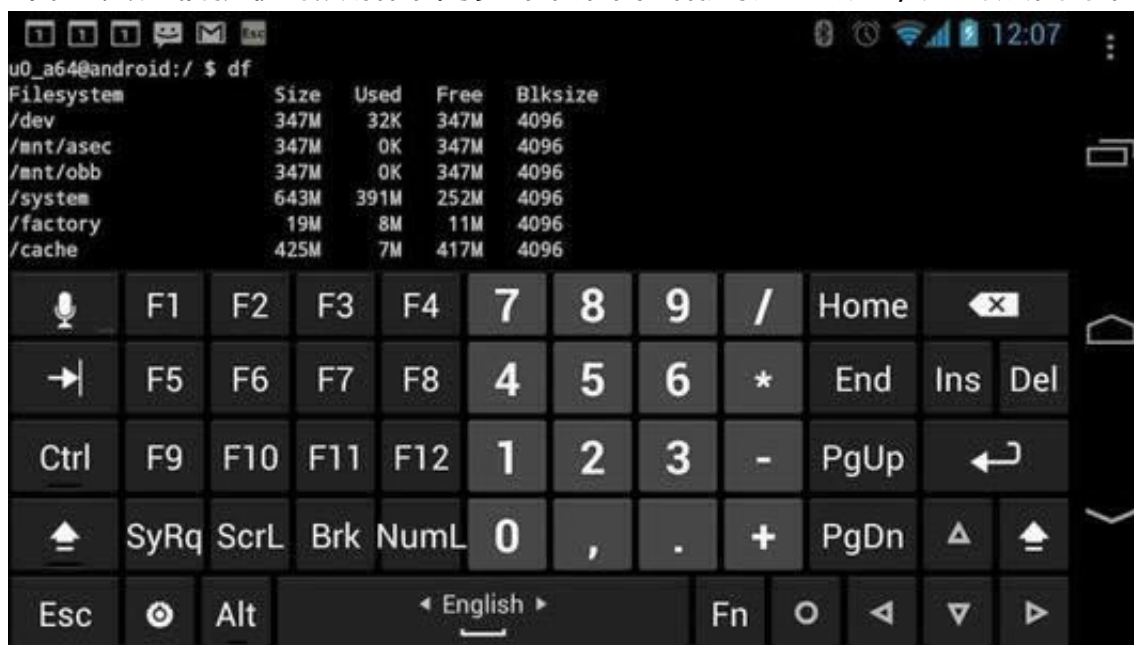 1 1 1 Esc 12:07
u0_a64@android:/ $ df
Filesystem Size Used Free Blksize
/dev 347M 32K 347M 4096
/mnt/asec 347M 0K 347M 4096
/mnt/obb 347M 0K 347M 4096
/system 643M 391M 252M 4096
/factory 19M 8M 11M 4096
/cache 425M 7M 417M 4096
F1 F2 F3 F4 7 8 9 / Home
F5 F6 F7 F8 4 5 6 * End Ins Del
Ctrl F9 F10 F11 F12 1 2 3 - PgUp
SyRq ScrL Brk NumL 0 , . + PgDn
Esc Alt English Fn